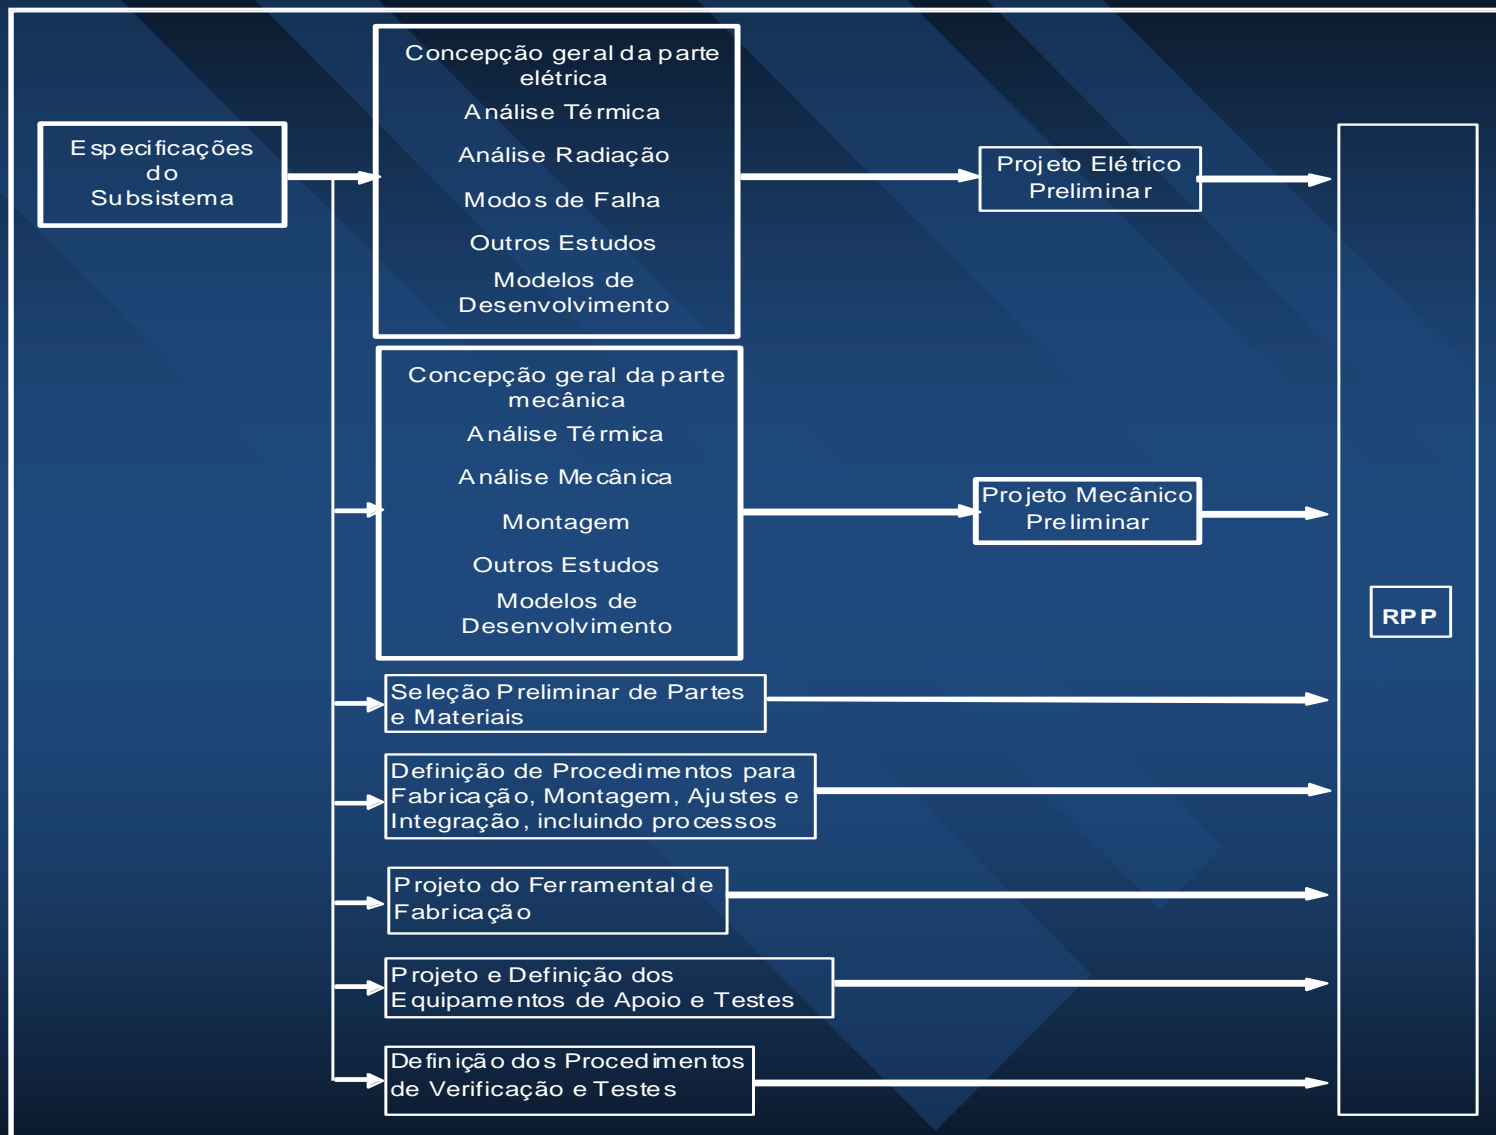 Especificações
do
Subsistema
Concepção geral da parte
elétrica
Análise Térmica
Análise Radiação
Modos de Falha
Outros Estudos
Modelos de
Desenvolvimento
Projeto Elétrico
Preliminar
Concepção geral da parte
mecânica
Análise Térmica
Análise Mecânica
Montagem
Outros Estudos
Modelos de
Desenvolvimento
Projeto Mecânico
Preliminar
RPP
Seleção Preliminar de Partes
e Materiais
Definição de Procedimentos para
Fabricação, Montagem, Ajustes e
Integração, incluindo processos
Projeto do Ferramental de
Fabricação
Projeto e Definição dos
Equipamentos de Apoio e Testes
Definição dos Procedimentos
de Verificação e Testes